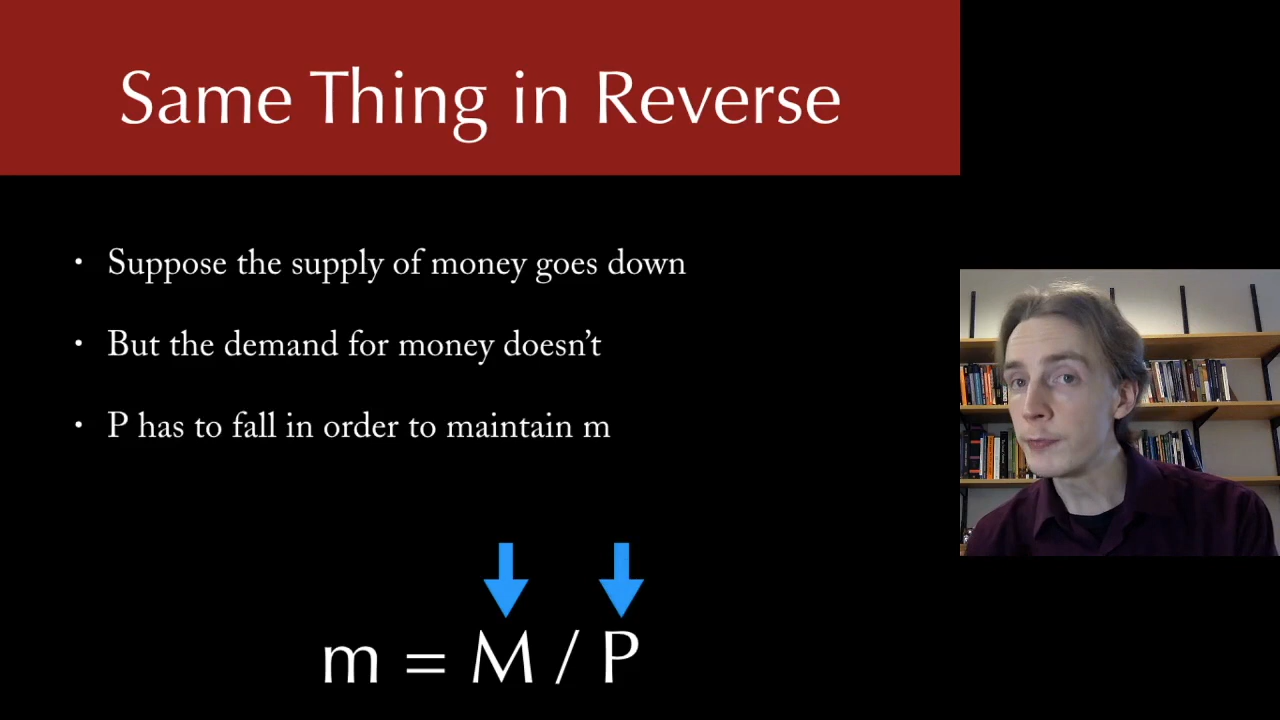 Same Thing in Reverse
• Suppose the supply of money goes down
• But the demand for money doesn’t
• P has to fall in order to maintain m
m = M / P